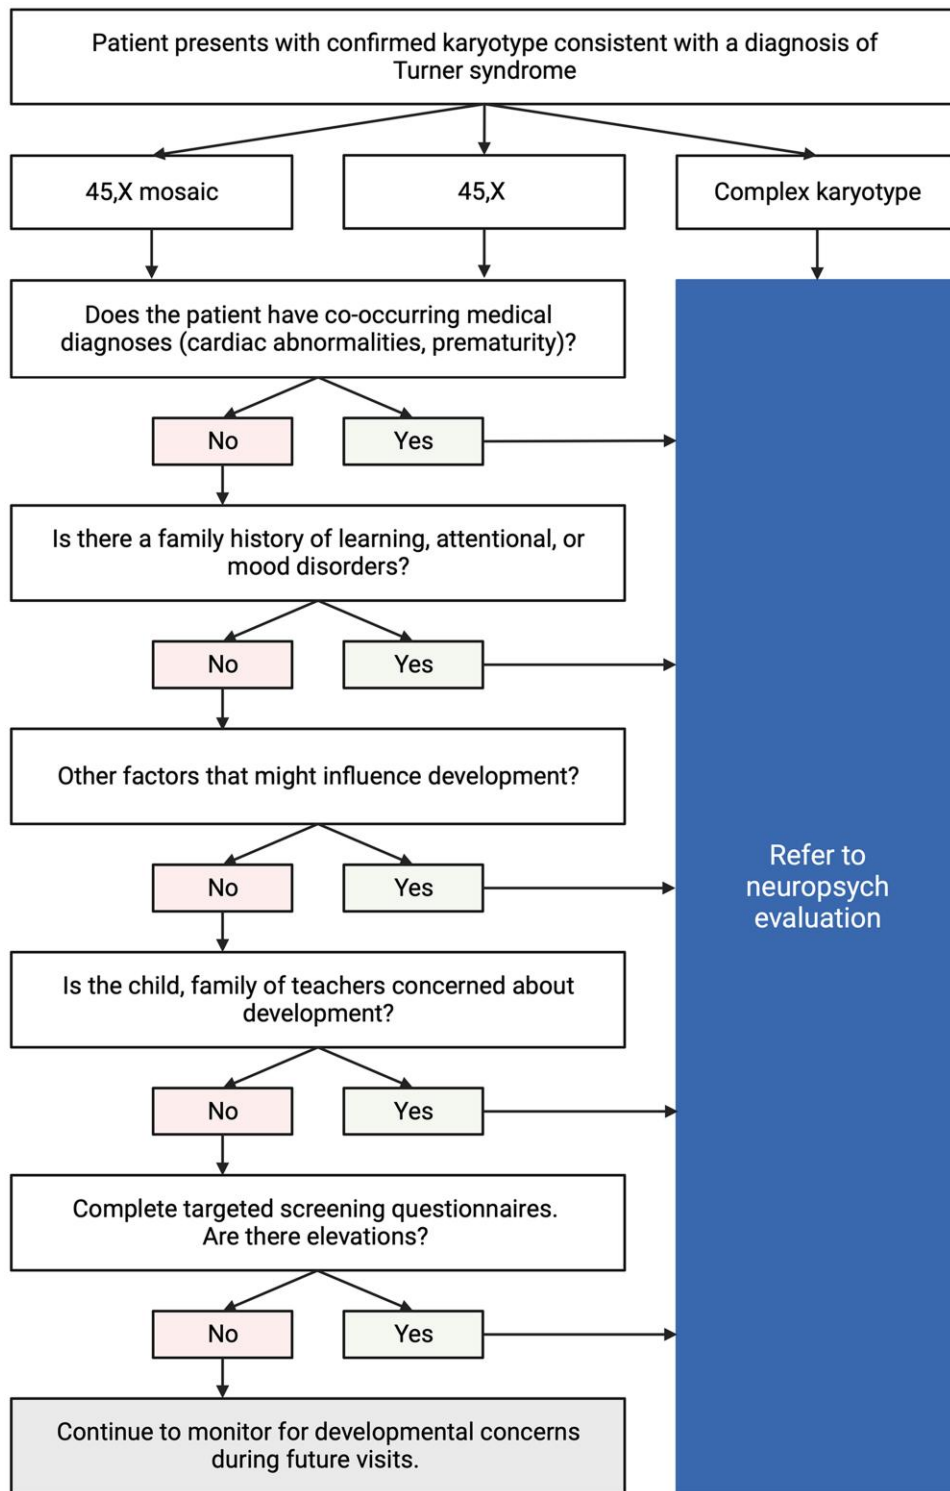 Patient presents with confirmed karyotype consistent with a diagnosis of
Turner syndrome
45,X mosaic
45,X
Complex karyotype
Does the patient have co-occurring medical
diagnoses (cardiac abnormalities, prematurity)?
No
Yes
Is there a family history of learning, attentional, or
mood disorders?
No
Yes
Other factors that might influence development?
No
Yes
Refer to
neuropsych
evaluation
Is the child, family of teachers concerned about
development?
No
Yes
Complete targeted screening questionnaires.
Are there elevations?
No
Yes
Continue to monitor for developmental concerns
during future visits.